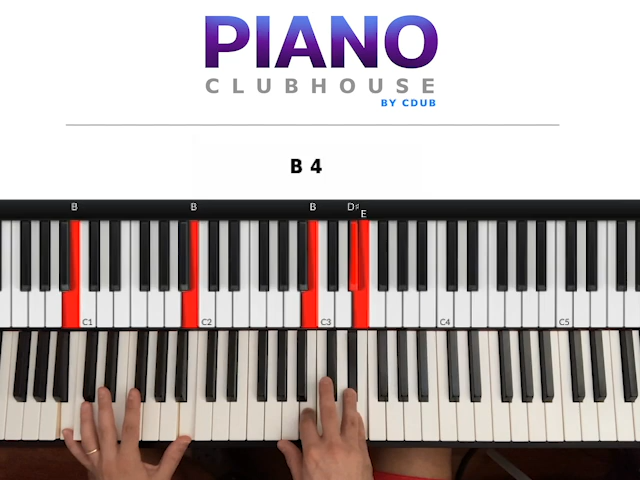 PIANO
CLUBHOUSE
BY CDUB
B 4
B B B D♯ E
C1 C2 C3 C4 C5